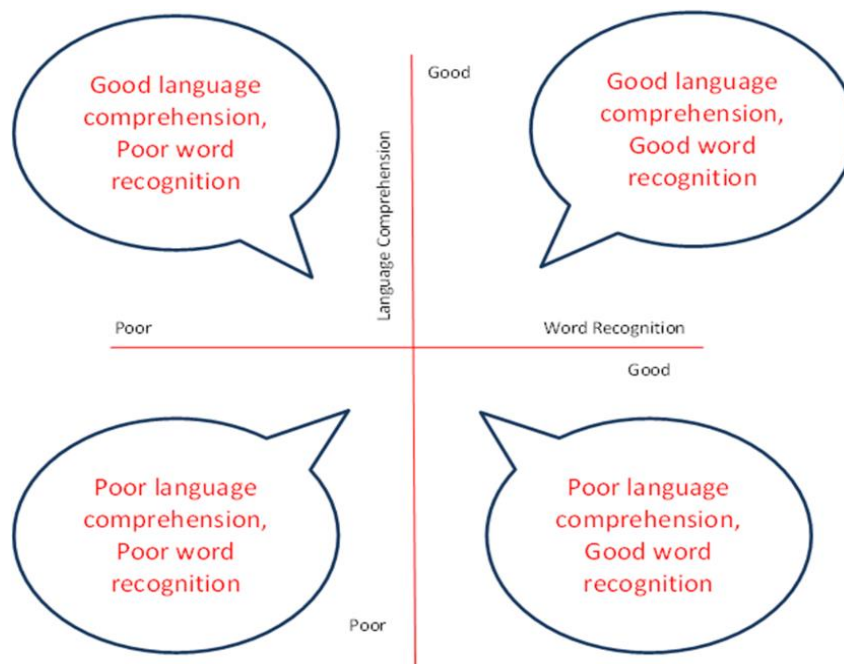 Good language
comprehension,
Poor word
recognition
Good
Good language
comprehension,
Good word
recognition
Language Comprehension
Poor
Word Recognition
Good
Poor language
comprehension,
Poor word
recognition
Poor language
comprehension,
Good word
recognition
Poor